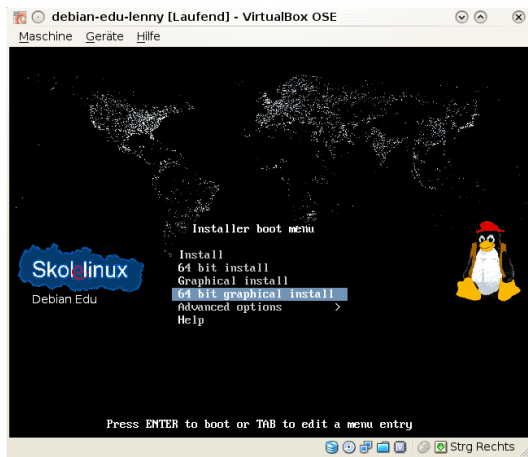 debian-edu-lenny [Laufend] - VirtualBox OSE
Maschine Geräte Hilfe
Installer boot menu
Install
64 bit install
Graphical install
64 bit graphical install
Advanced options >
Help
Skolelinux
Debian Edu
Press ENTER to boot or TAB to edit a menu entry
Strg Rechts